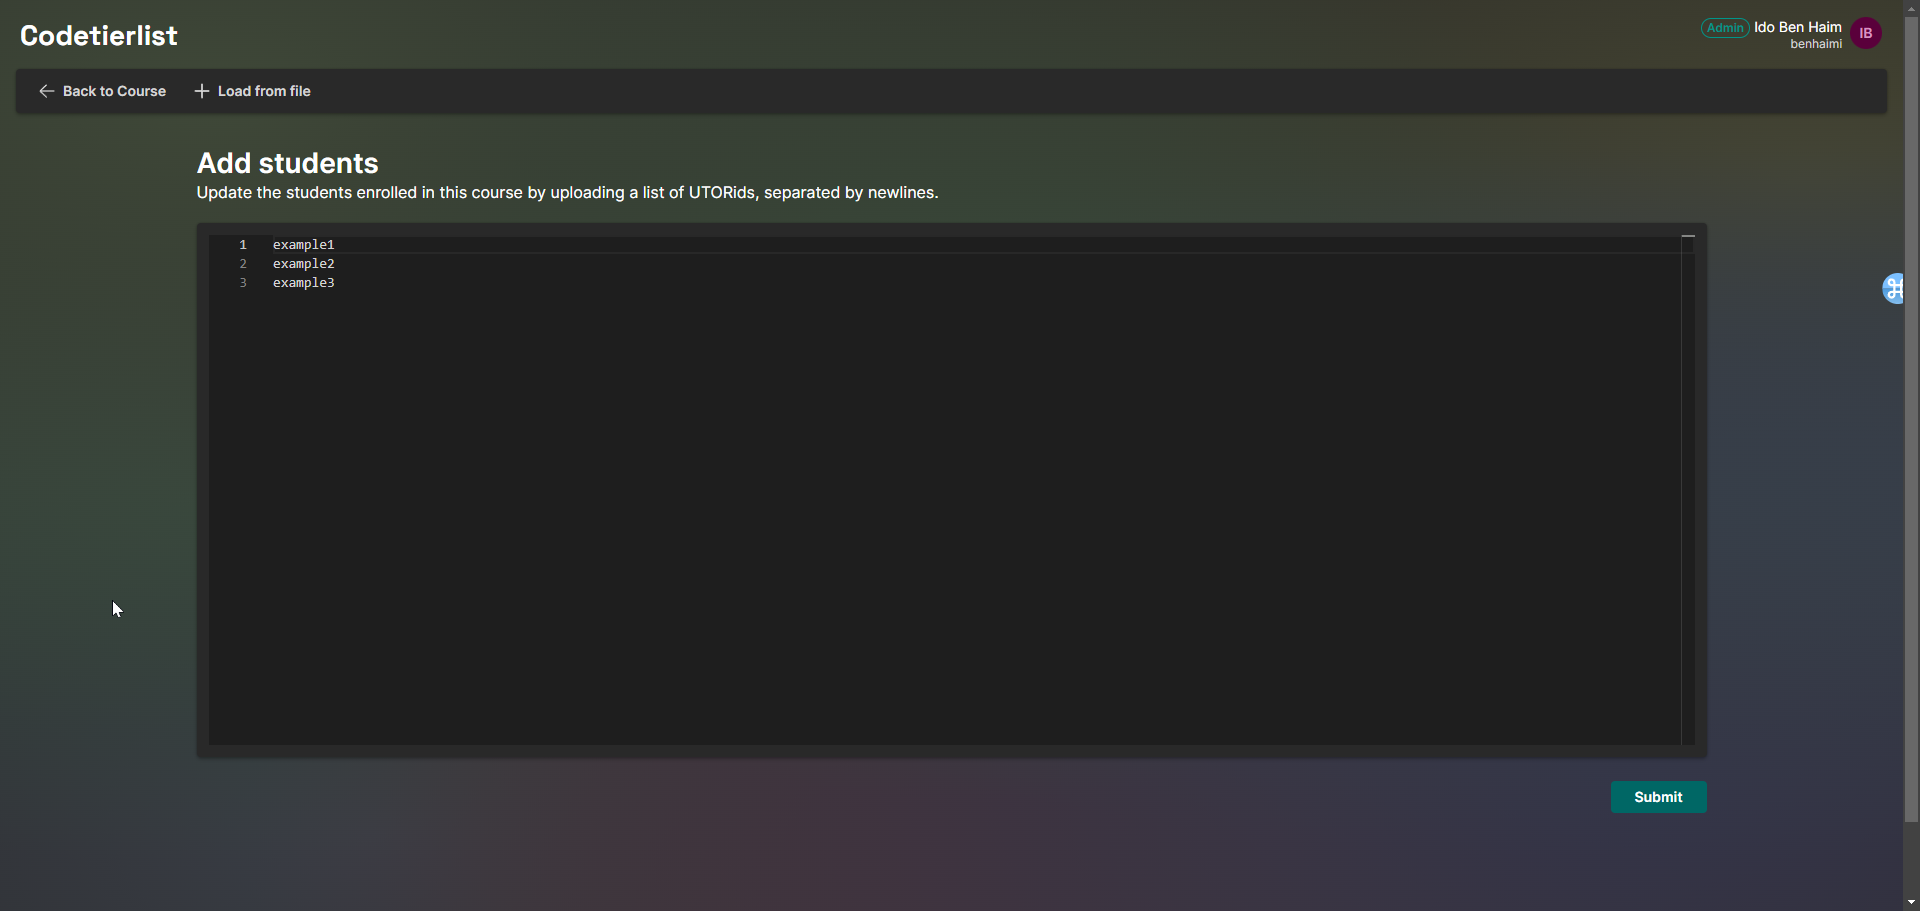 Codetierlist
Admin Ido Ben Haim IB
benhaimi
Back to Course Load from file
Add students
Update the students enrolled in this course by uploading a list of UTORids, separated by newlines.
1 example1
2 example2
3 example3
Submit